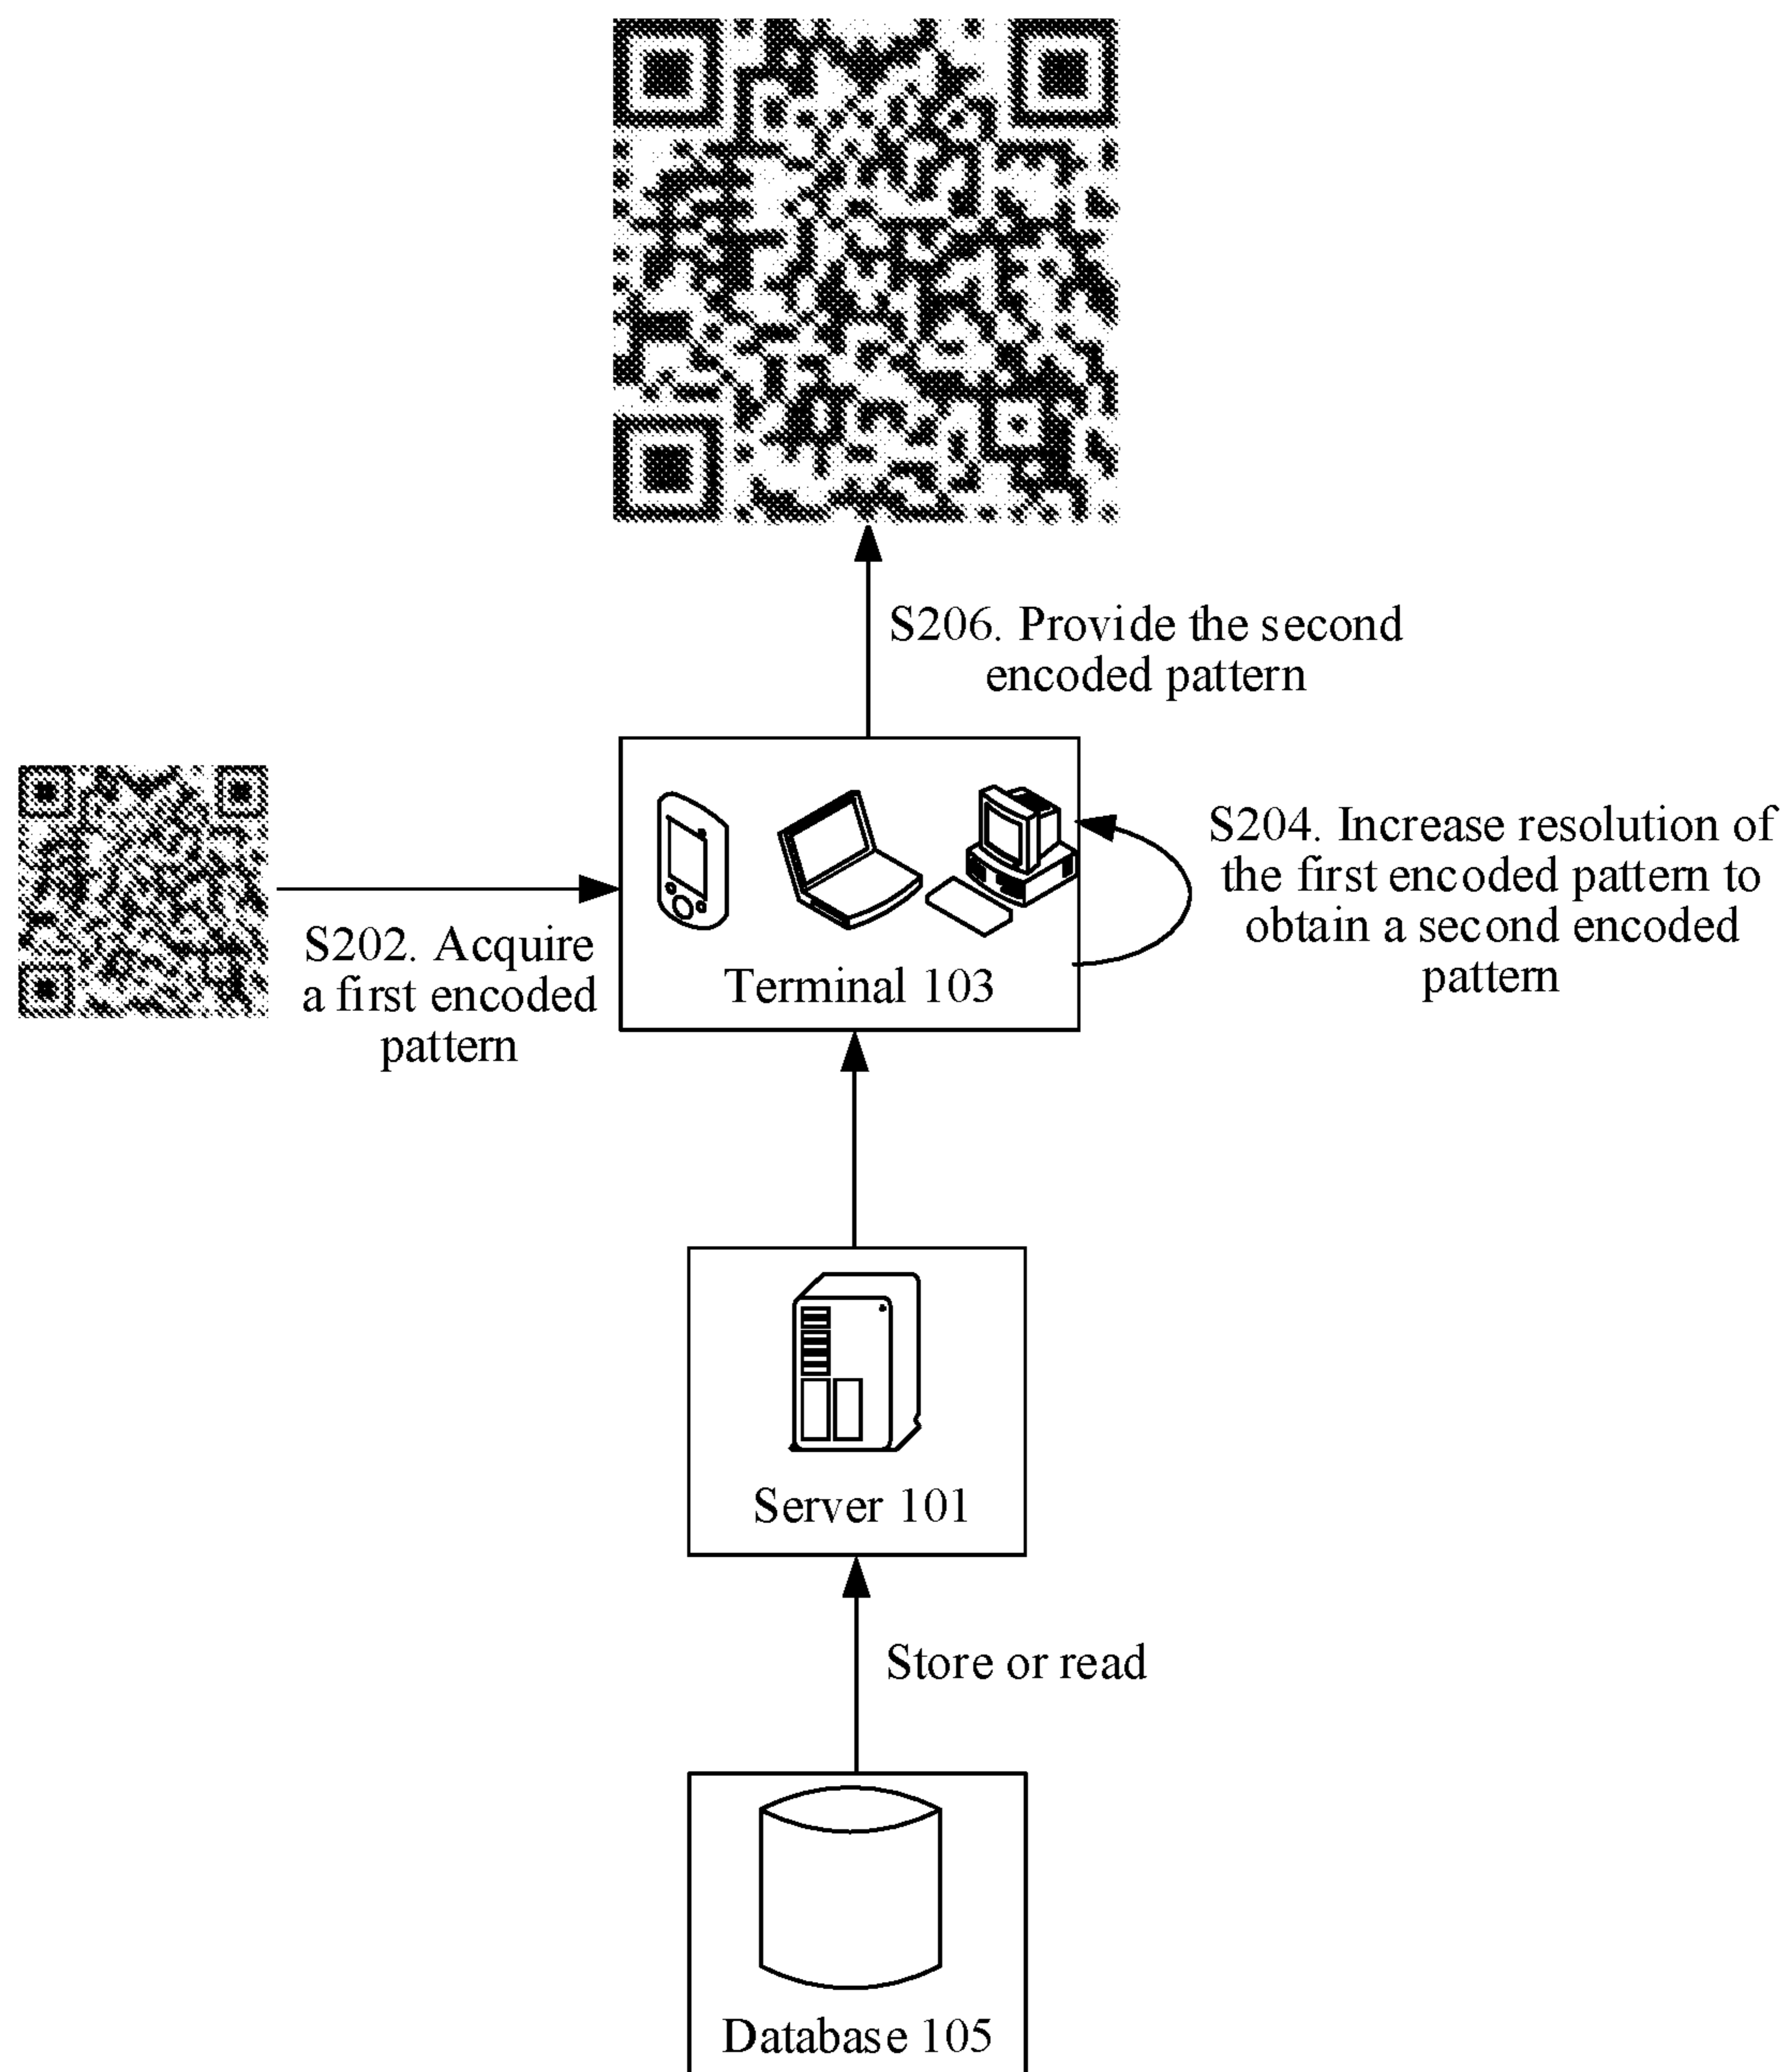 S206. Provide the second
encoded pattern
S204. Increase resolution of
the first encoded pattern to
obtain a second encoded
pattern
S202. Acquire
a first encoded
pattern
Terminal 103
Server 101
Store or read
Database 105